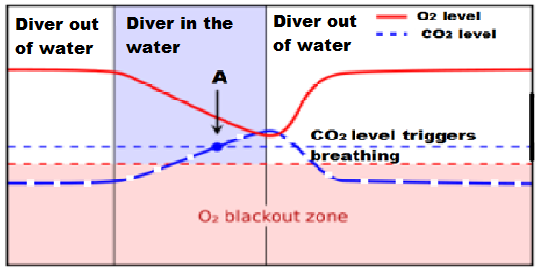 Diver out
of water
Diver in the
water
Diver out
of water
O₂ level
CO₂ level
A
CO₂ level triggers
breathing
O₂ blackout zone